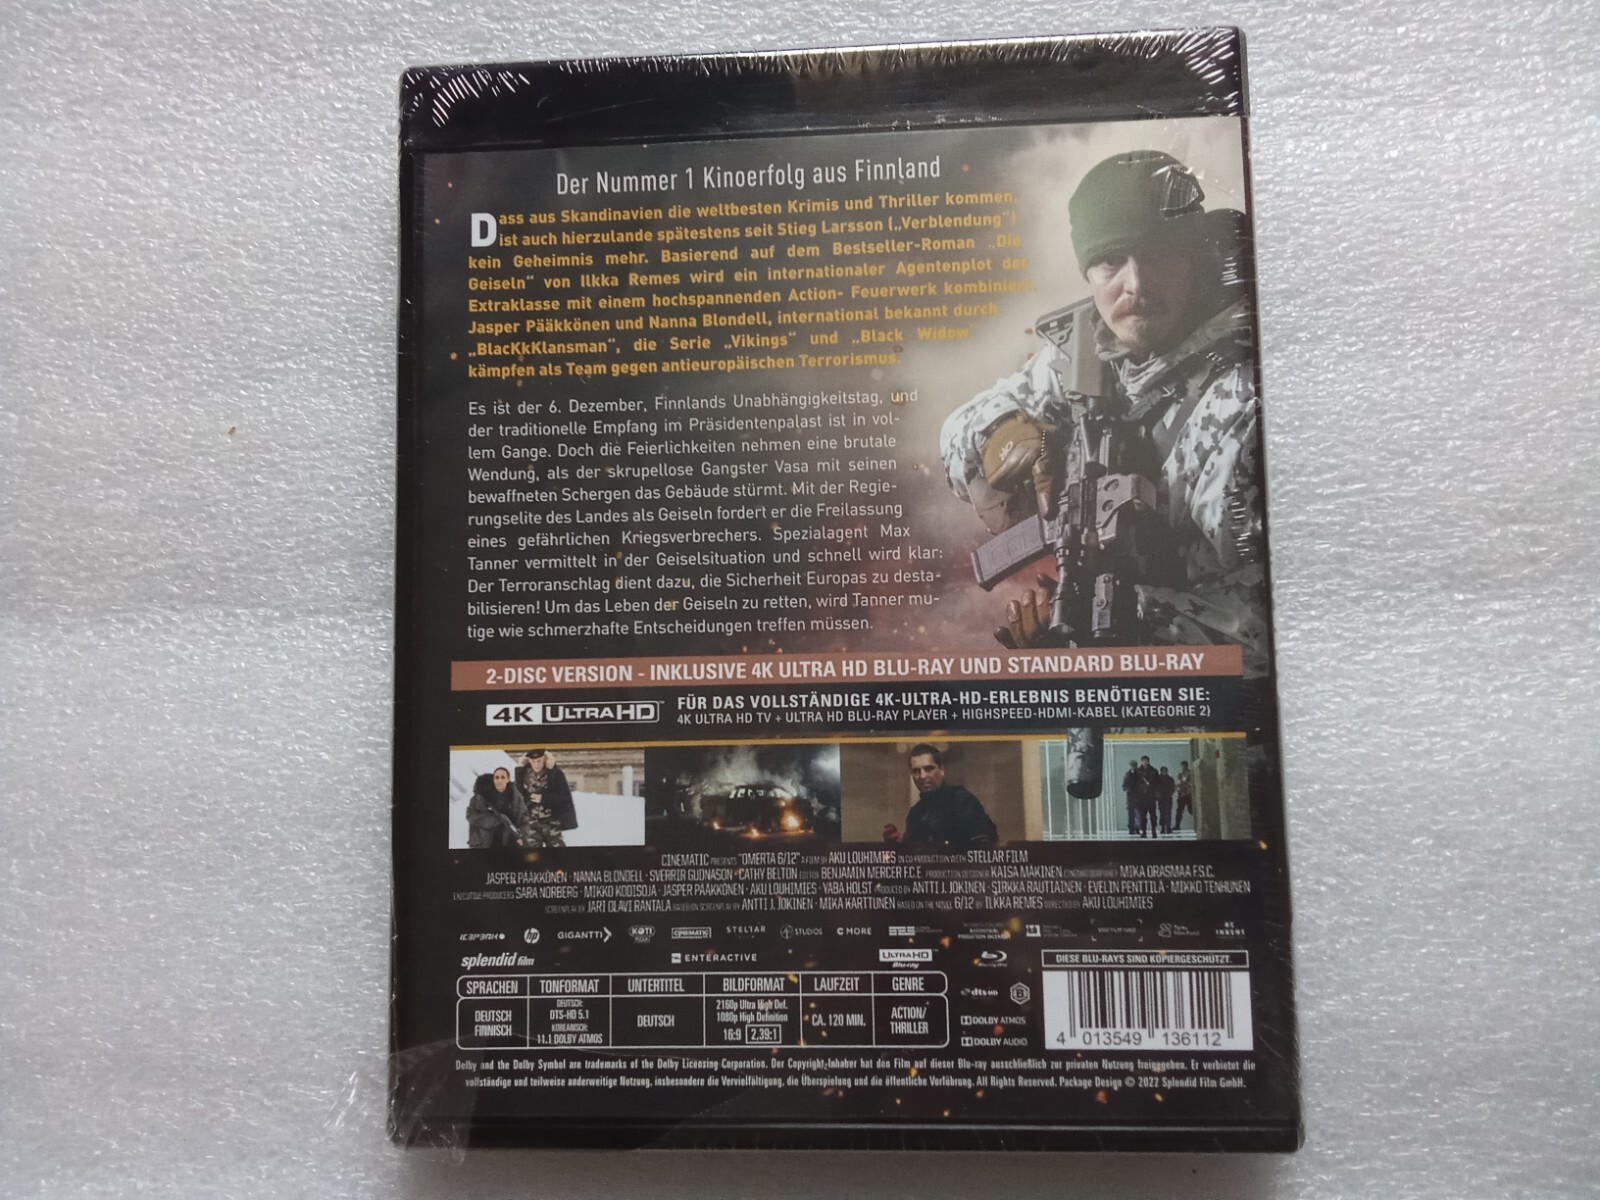 Der Nummer 1 Kinoerfolg aus Finnland
Dass aus Skandinavien die weltbesten Krimis und Thriller kommen,
ist auch hierzulande spätestens seit Stieg Larsson („Verblendung“)
kein Geheimnis mehr. Basierend auf dem Bestseller-Roman „Die
Geiseln“ von Ilkka Remes wird ein internationaler Agentenplot der
Extraklasse mit einem hochspannenden Action- Feuerwerk kombiniert.
Jasper Pääkkönen und Nanna Blondell, international bekannt durch
„BlacKkKlansman“, die Serie „Vikings“ und „Black Widow“
kämpfen als Team gegen antieuropäischen Terrorismus.
Es ist der 6. Dezember, Finnlands Unabhängigkeitstag, und
der traditionelle Empfang im Präsidentenpalast ist in vol-
lem Gange. Doch die Feierlichkeiten nehmen eine brutale
Wendung, als der skrupellose Gangster Vasa mit seinen
bewaffneten Schergen das Gebäude stürmt. Mit der Regie-
rungselite des Landes als Geiseln fordert er die Freilassung
eines gefährlichen Kriegsverbrechers. Spezialagent Max
Tanner vermittelt in der Geiselsituation und schnell wird klar:
Der Terroranschlag dient dazu, die Sicherheit Europas zu desta-
bilisieren! Um das Leben der Geiseln zu retten, wird Tanner mu-
tige wie schmerzhafte Entscheidungen treffen müssen.
2-DISC VERSION - INKLUSIVE 4K ULTRA HD BLU-RAY UND STANDARD BLU-RAY
4K ULTRA HD
FÜR DAS VOLLSTÄNDIGE 4K-ULTRA-HD-ERLEBNIS BENÖTIGEN SIE:
4K ULTRA HD TV + ULTRA HD BLU-RAY PLAYER + HIGHSPEED-HDMI-KABEL (KATEGORIE 2)
CINEMATIC PRESENTS "OMERTA 6/12" A FILM BY AKU LOUHIMIES IN CO-PRODUCTION WITH STELLAR FILM
JASPER PÄÄKKÖNEN · NANNA BLONDELL · SVERRIR GUDNASON · CATHY BELTON EDITED BENJAMIN MERCER F.C.E. PRODUCTION DESIGNER KAISA MÄKINEN CINEMATOGRAPHER MIKA ORASMAA F.S.C.
EXECUTIVE PRODUCERS SARA NORBERG · MIKKO KODISOJA · JASPER PÄÄKKÖNEN · AKU LOUHIMIES · YABA HOLST PRODUCED BY ANTTI J. JOKINEN · SIRKKA RAUTIAINEN · EVELIN PENTTILÄ · MIKKO TENHUNEN
SCREENPLAY BY JARI OLAVI RANTALA BASED ON SCREENPLAY BY ANTTI J. JOKINEN · MIKA KARTTUNEN BASED ON THE NOVEL 6/12 BY ILKKA REMES DIRECTED BY AKU LOUHIMIES
hp GIGANTTI KOTI CINEMATIC STELLAR STUDIOS C MORE
splendid film ENTERACTIVE ULTRA HD Blu-ray Blu-ray Disc
DIESE BLU-RAYS SIND KOPIERGESCHÜTZT.
SPRACHEN TONFORMAT UNTERTITEL BILDFORMAT LAUFZEIT GENRE
DEUTSCH
FINNISCH
DEUTSCH:
DTS-HD 5.1
KOREANISCH:
11.1 DOLBY ATMOS
DEUTSCH
2160p Ultra High Def.
1080p High Definition
16:9 2,39:1
CA. 120 MIN.
ACTION/
THRILLER
dts HD B
DOLBY ATMOS
DOLBY AUDIO
4 013549 136112
Dolby and the Dolby Symbol are trademarks of the Dolby Licensing Corporation. Der Copyright-Inhaber hat den Film auf dieser Blu-ray ausschließlich zur privaten Nutzung freigegeben. Er verbietet die
vollständige und teilweise anderweitige Nutzung, insbesondere die Vervielfältigung, die Überspielung und die öffentliche Vorführung. All Rights Reserved. Package Design © 2022 Splendid Film GmbH.